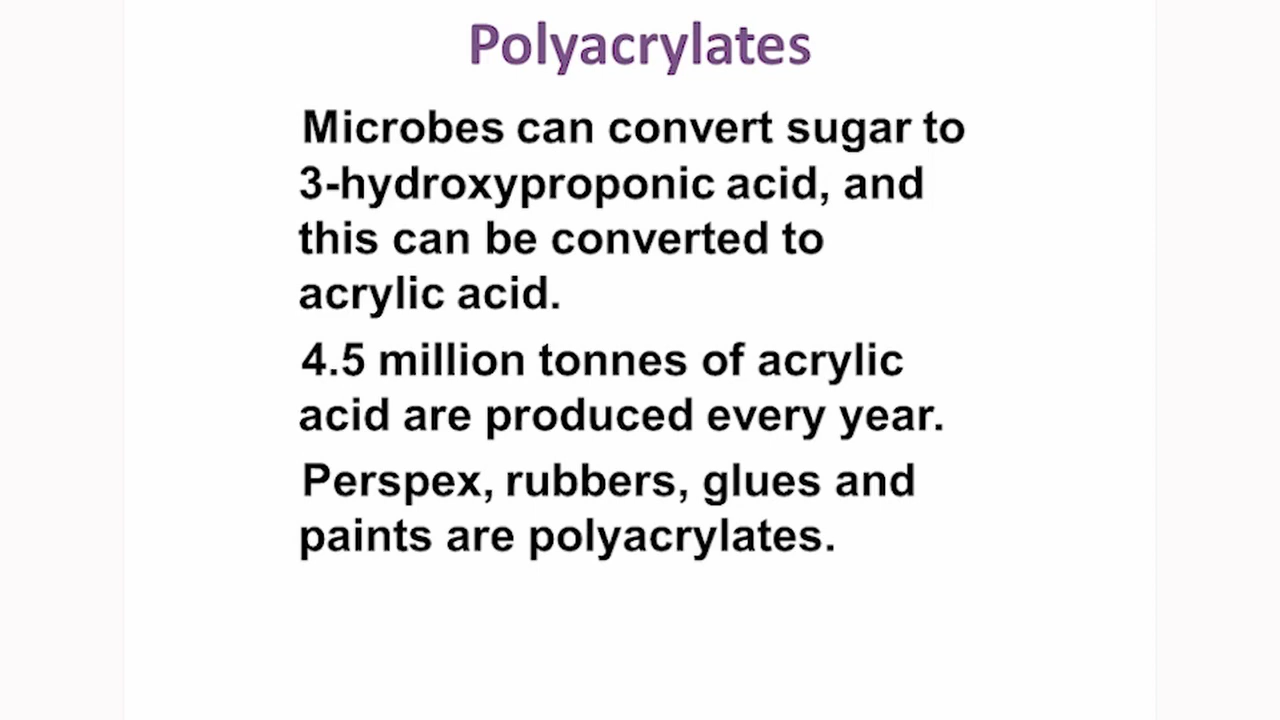 Polyacrylates
Microbes can convert sugar to
3-hydroxyproponic acid, and
this can be converted to
acrylic acid.
4.5 million tonnes of acrylic
acid are produced every year.
Perspex, rubbers, glues and
paints are polyacrylates.